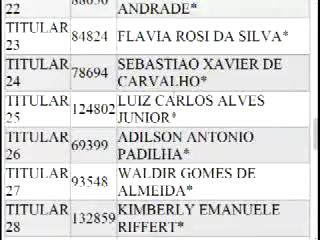 22 88050 ANDRADE*
TITULAR 23 84824 FLAVIA ROSI DA SILVA*
TITULAR 24 78694 SEBASTIAO XAVIER DE CARVALHO*
TITULAR 25 124802 LUIZ CARLOS ALVES JUNIOR*
TITULAR 26 69399 ADILSON ANTONIO PADILHA*
TITULAR 27 93548 WALDIR GOMES DE ALMEIDA*
TITULAR 28 132859 KIMBERLY EMANUELE RIFFERT*